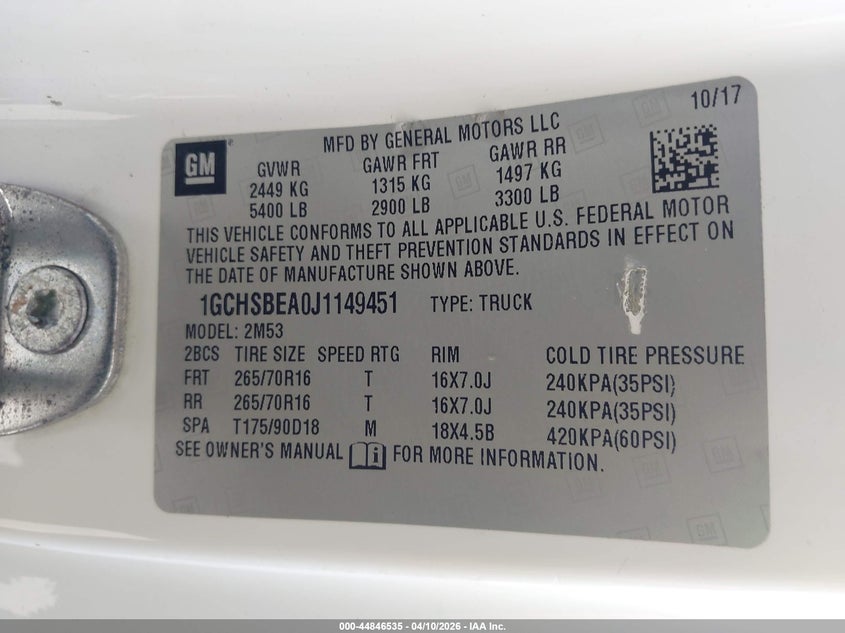 10/17
MFD BY GENERAL MOTORS LLC
GM
GVWR GAWR FRT GAWR RR
2449 KG 1315 KG 1497 KG
5400 LB 2900 LB 3300 LB
THIS VEHICLE CONFORMS TO ALL APPLICABLE U.S. FEDERAL MOTOR
VEHICLE SAFETY AND THEFT PREVENTION STANDARDS IN EFFECT ON
THE DATE OF MANUFACTURE SHOWN ABOVE.
1GCHSBEA0J1149451 TYPE: TRUCK
MODEL: 2M53
2BCS TIRE SIZE SPEED RTG RIM COLD TIRE PRESSURE
FRT 265/70R16 T 16X7.0J 240KPA(35PSI)
RR 265/70R16 T 16X7.0J 240KPA(35PSI)
SPA T175/90D18 M 18X4.5B 420KPA(60PSI)
SEE OWNER'S MANUAL FOR MORE INFORMATION.
000-44846535 - 04/10/2026 - IAA Inc.